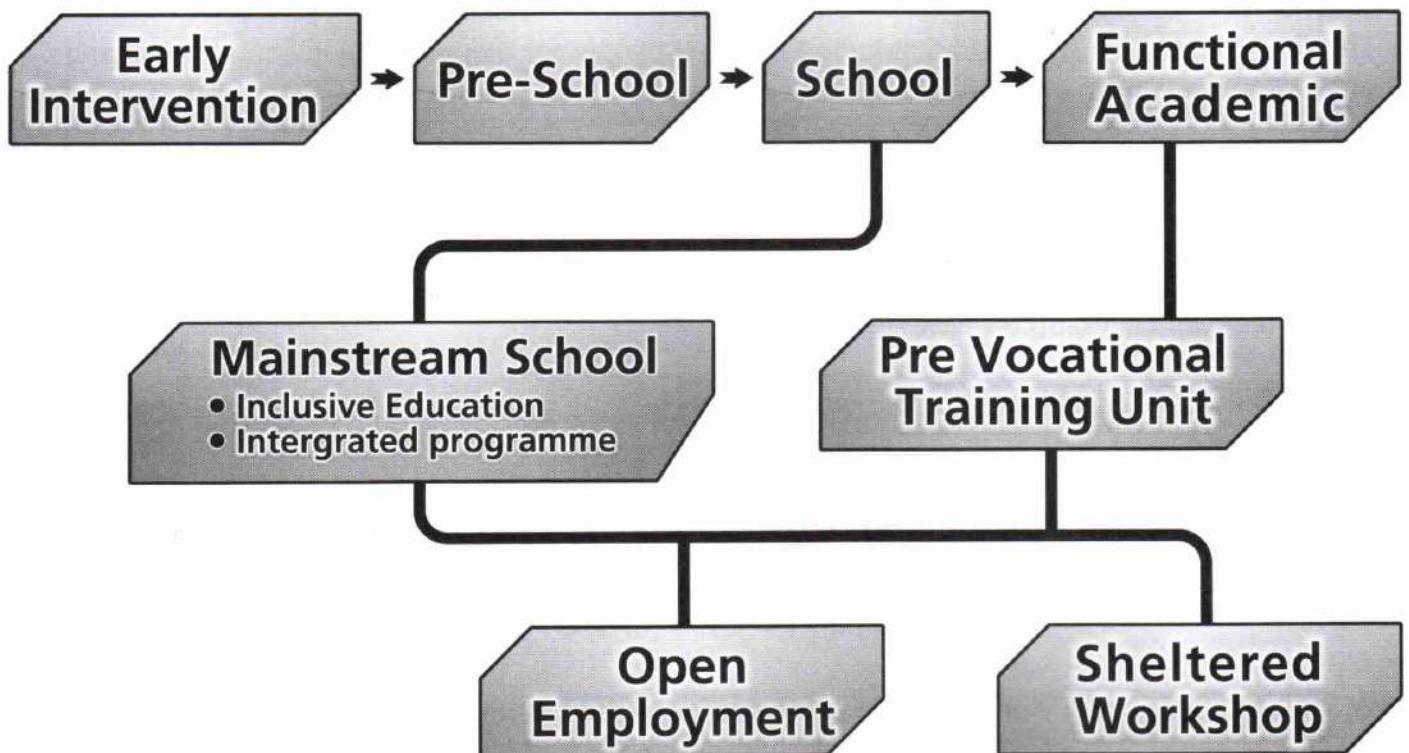 Early
Intervention
Pre-School
School
Functional
Academic
Mainstream School
• Inclusive Education
• Intergrated programme
Pre Vocational
Training Unit
Open
Employment
Sheltered
Workshop